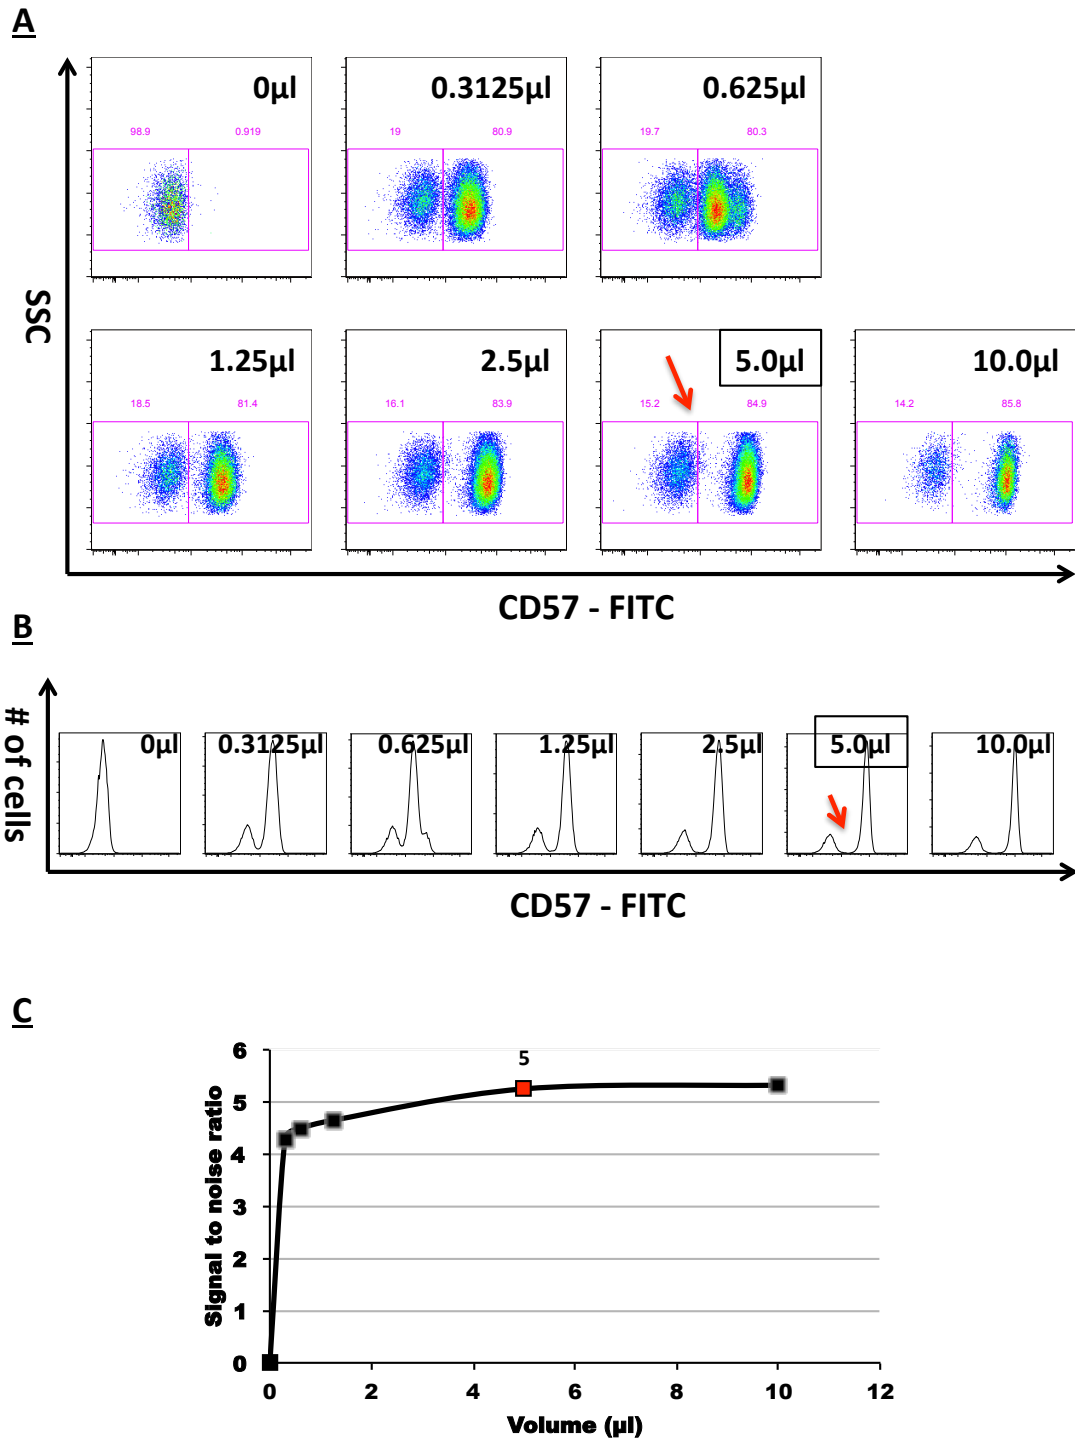 A
0µl
0.3125µl
0.625µl
98.9 0.919
19 80.9
19.7 80.3
1.25µl
2.5µl
5.0µl
10.0µl
18.5 81.4
16.1 83.9
15.2 84.9
14.2 85.8
SSC
CD57 - FITC
B
0µl
0.3125µl
0.625µl
1.25µl
2.5µl
5.0µl
10.0µl
# of cells
CD57 - FITC
C
5
6
5
4
3
2
1
0
Signal to noise ratio
0 2 4 6 8 10 12
Volume (µl)